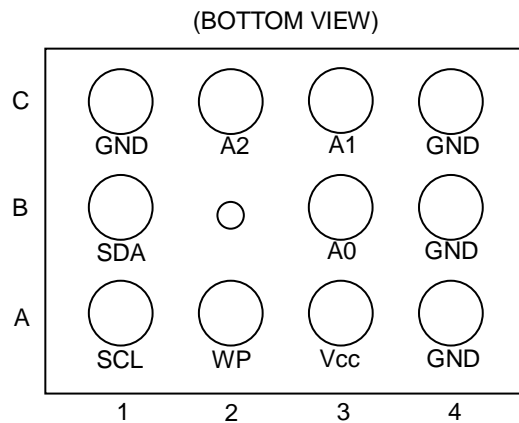 (BOTTOM VIEW)
C
GND A2 A1 GND
B
SDA A0 GND
A
SCL WP Vcc GND
1 2 3 4